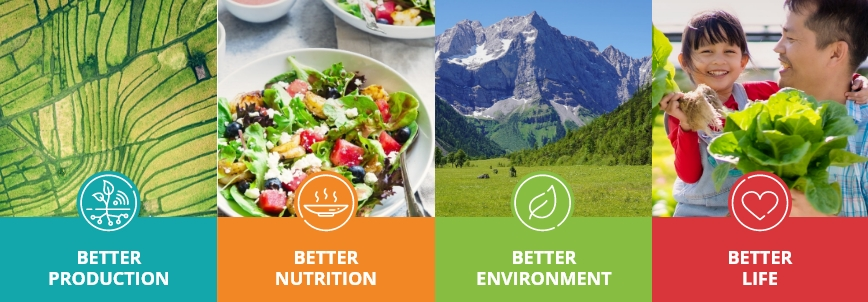 BETTER
PRODUCTION
BETTER
NUTRITION
BETTER
ENVIRONMENT
BETTER
LIFE